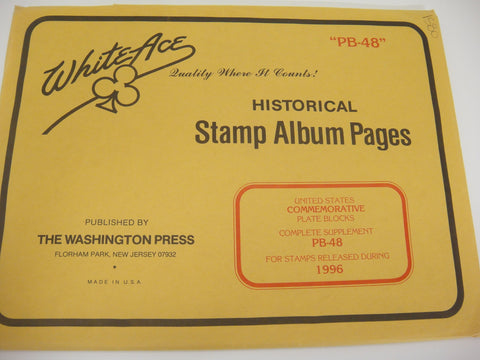 "PB-48"
White Ace
Quality Where It Counts!
HISTORICAL
Stamp Album Pages
UNITED STATES
COMMEMORATIVE
PLATE BLOCKS
COMPLETE SUPPLEMENT
PB-48
FOR STAMPS RELEASED DURING
1996
PUBLISHED BY
THE WASHINGTON PRESS
FLORHAM PARK, NEW JERSEY 07932
MADE IN U.S.A.